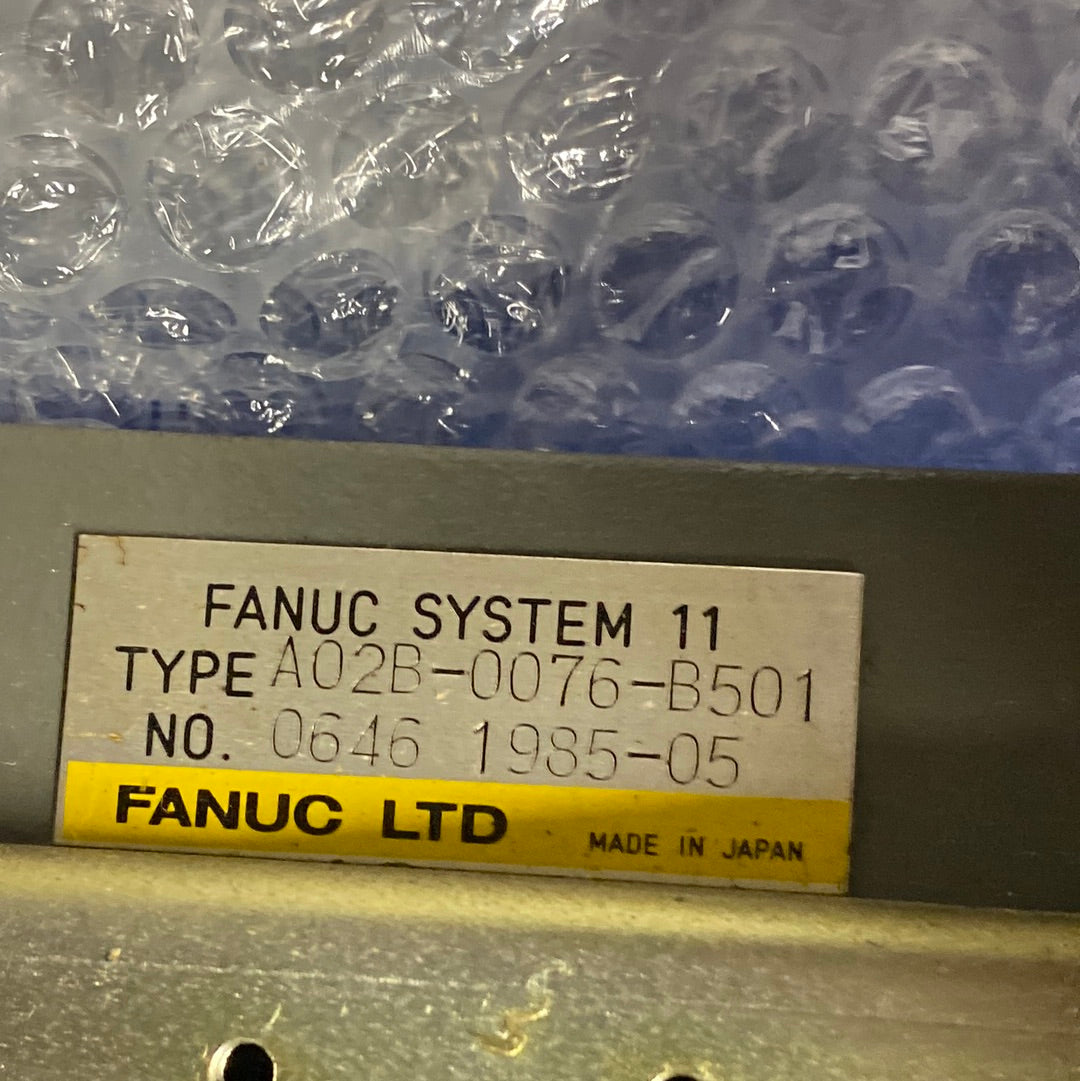 FANUC SYSTEM 11
TYPE A02B-0076-B501
NO. 0646 1985-05
FANUC LTD MADE IN JAPAN